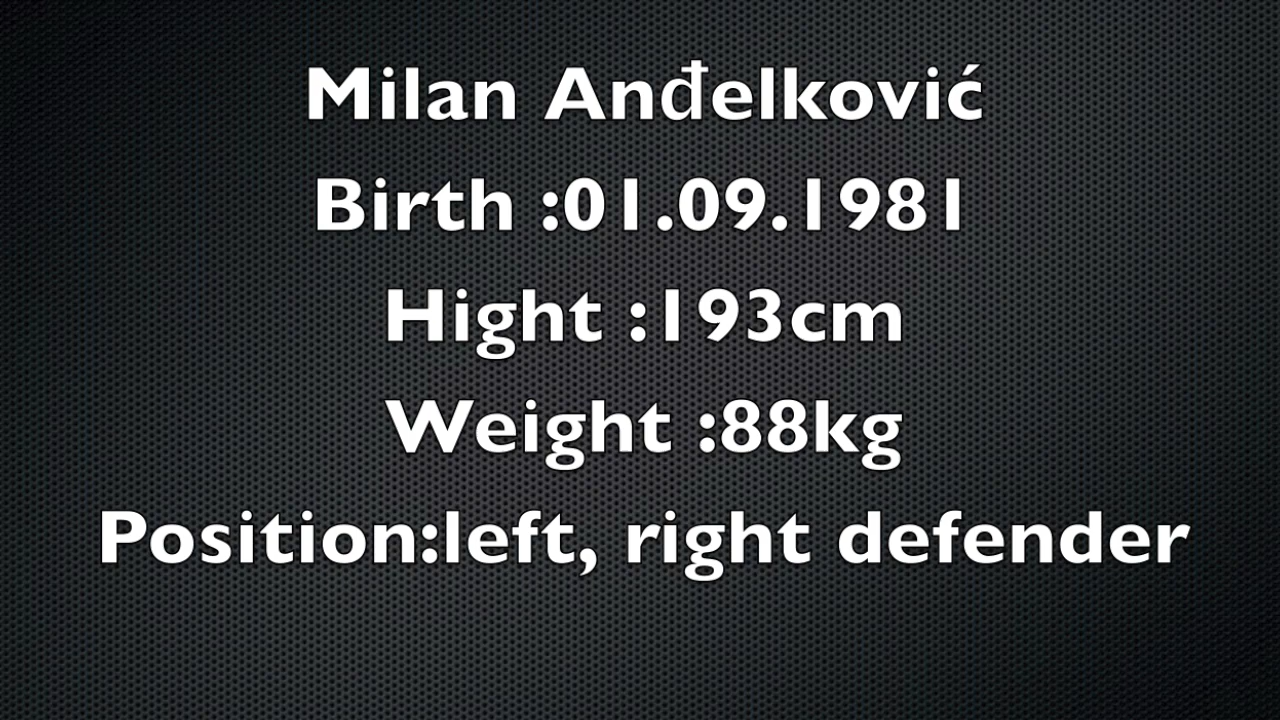 Milan Anđelković
Birth :01.09.1981
Hight :193cm
Weight :88kg
Position:left, right defender